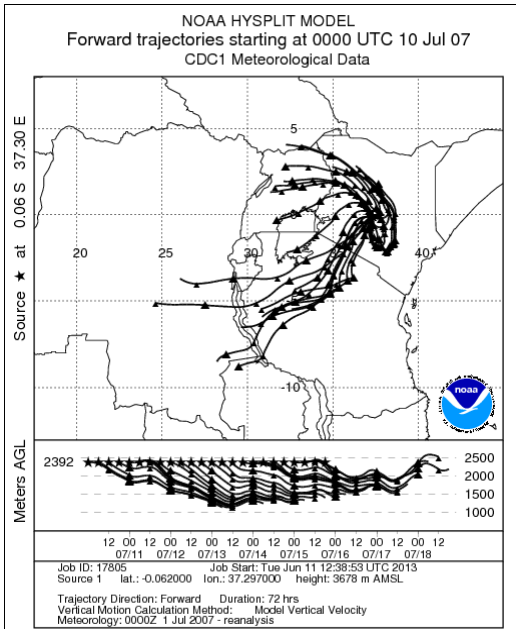 NOAA HYSPLIT MODEL
Forward trajectories starting at 0000 UTC 10 Jul 07
CDC1 Meteorological Data
Source ★ at 0.06 S 37.30 E
5
20 25 30 35 40
-10
noaa
Meters AGL
2392
2500
2000
1500
1000
12 00 12 00 12 00 12 00 12 00 12 00 12 00 12 00 12
07/11 07/12 07/13 07/14 07/15 07/16 07/17 07/18
Job ID: 17805 Job Start: Tue Jun 11 12:38:53 UTC 2013
Source 1 lat.: -0.062000 lon.: 37.297000 height: 3678 m AMSL
Trajectory Direction: Forward Duration: 72 hrs
Vertical Motion Calculation Method: Model Vertical Velocity
Meteorology: 0000Z 1 Jul 2007 - reanalysis